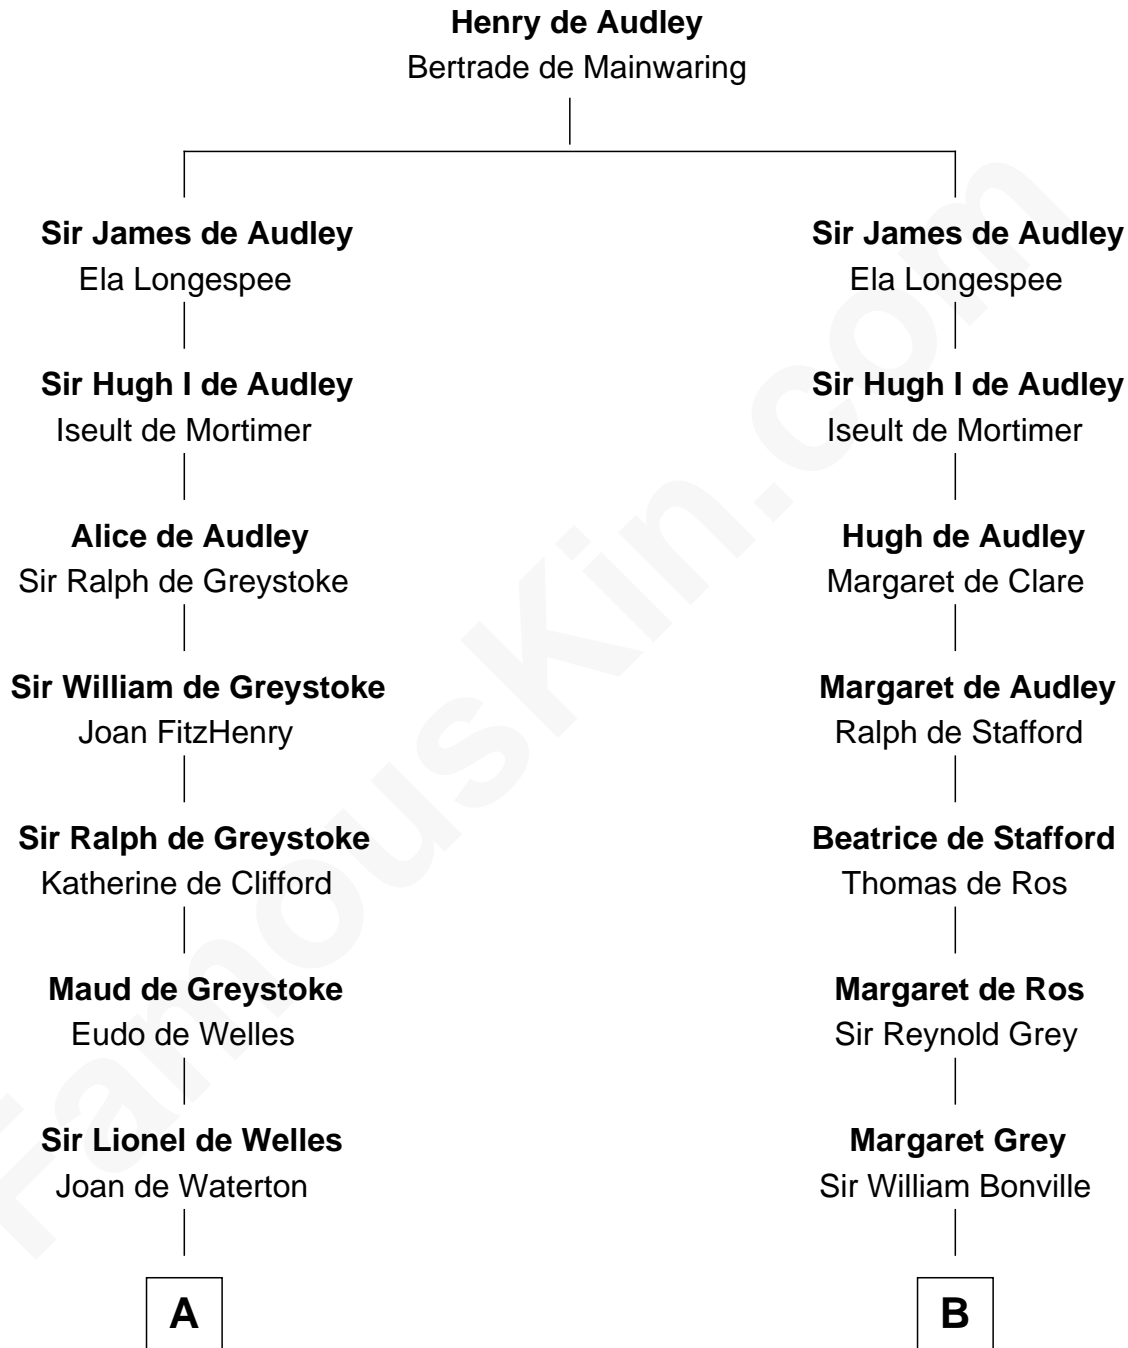 Henry de Audley
Bertrade de Mainwaring
Sir James de Audley
Ela Longespee
Sir James de Audley
Ela Longespee
Sir Hugh I de Audley
Iseult de Mortimer
Sir Hugh I de Audley
Iseult de Mortimer
Alice de Audley
Sir Ralph de Greystoke
Hugh de Audley
Margaret de Clare
Sir William de Greystoke
Joan FitzHenry
Margaret de Audley
Ralph de Stafford
Sir Ralph de Greystoke
Katherine de Clifford
Beatrice de Stafford
Thomas de Ros
Maud de Greystoke
Eudo de Welles
Margaret de Ros
Sir Reynold Grey
Sir Lionel de Welles
Joan de Waterton
Margaret Grey
Sir William Bonville
A
B
FamousKin.com